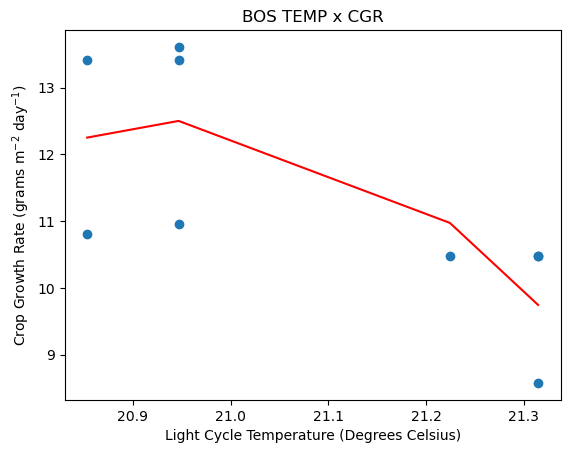 BOS TEMP x CGR
Crop Growth Rate (grams m⁻² day⁻¹)
13
12
11
10
9
20.9 21.0 21.1 21.2 21.3
Light Cycle Temperature (Degrees Celsius)